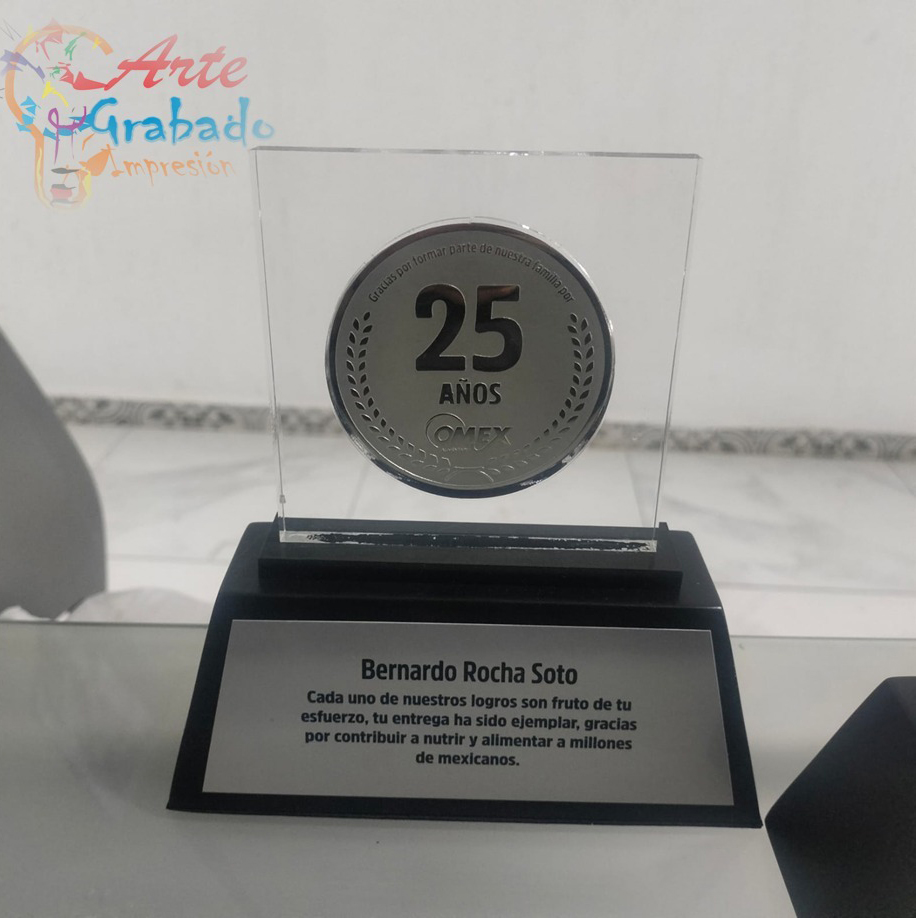 Arte
Grabado
Impresión
Gracias por formar parte de nuestra familia por
25
AÑOS
OMEX
Bernardo Rocha Soto
Cada uno de nuestros logros son fruto de tu
esfuerzo, tu entrega ha sido ejemplar, gracias
por contribuir a nutrir y alimentar a millones
de mexicanos.